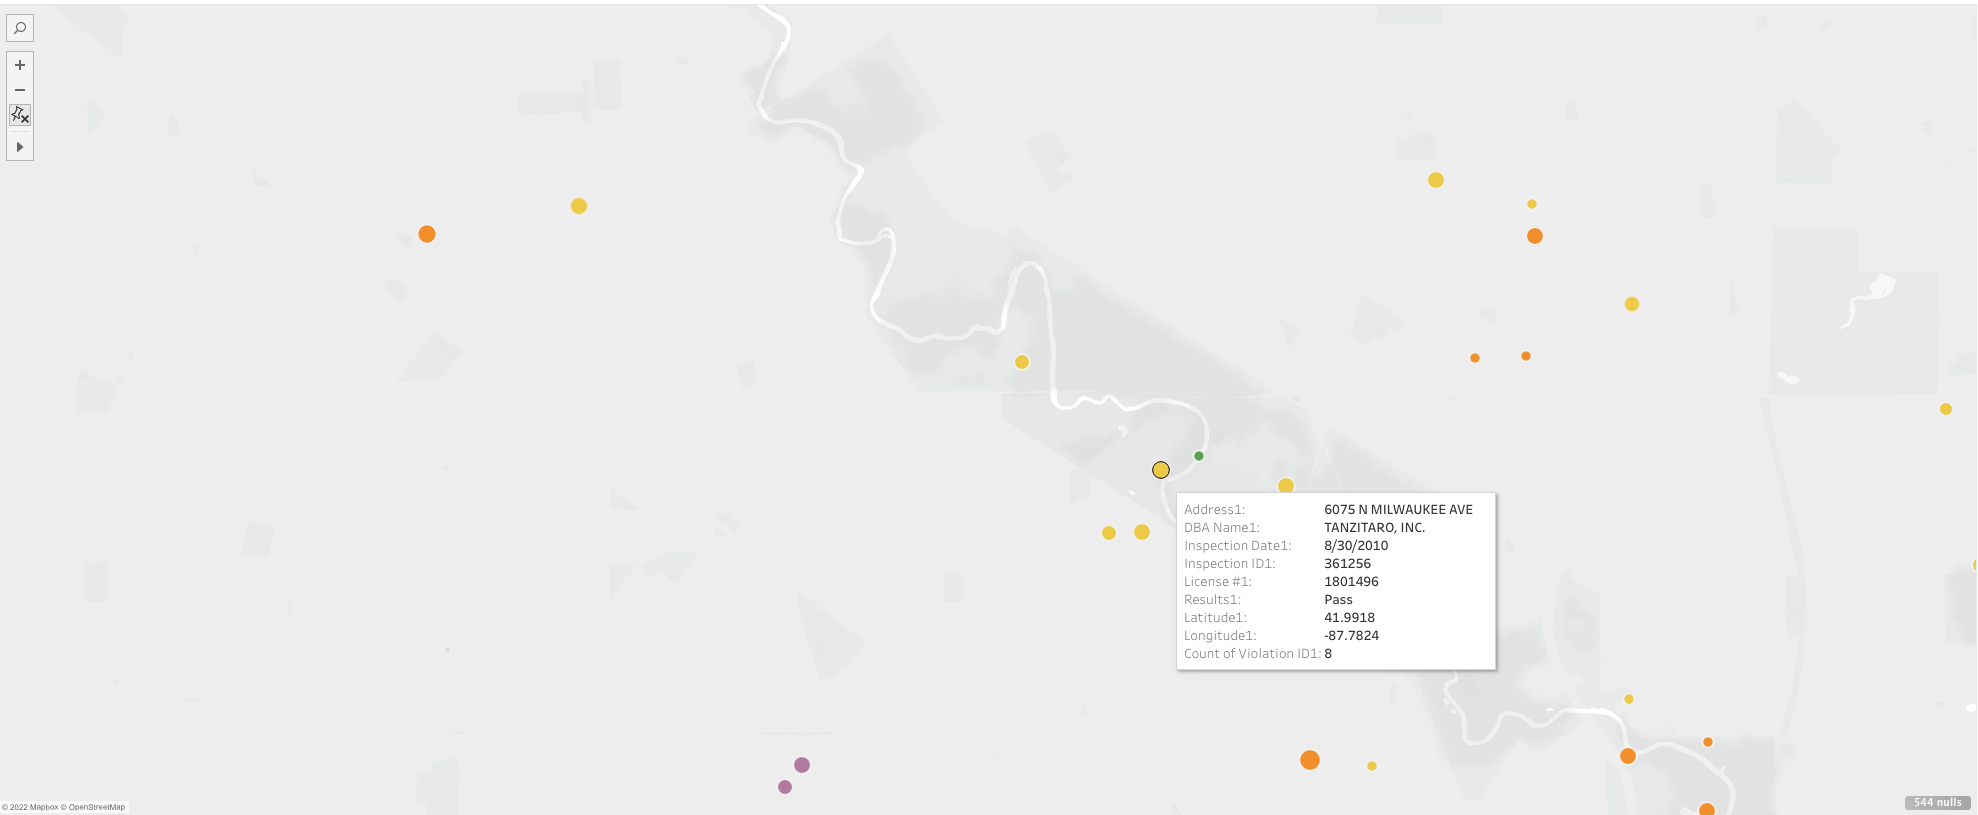 Address1: 6075 N MILWAUKEE AVE
DBA Name1: TANZITARO, INC.
Inspection Date1: 8/30/2010
Inspection ID1: 361256
License #1: 1801496
Results1: Pass
Latitude1: 41.9918
Longitude1: -87.7824
Count of Violation ID1: 8
© 2022 Mapbox © OpenStreetMap
544 nulls